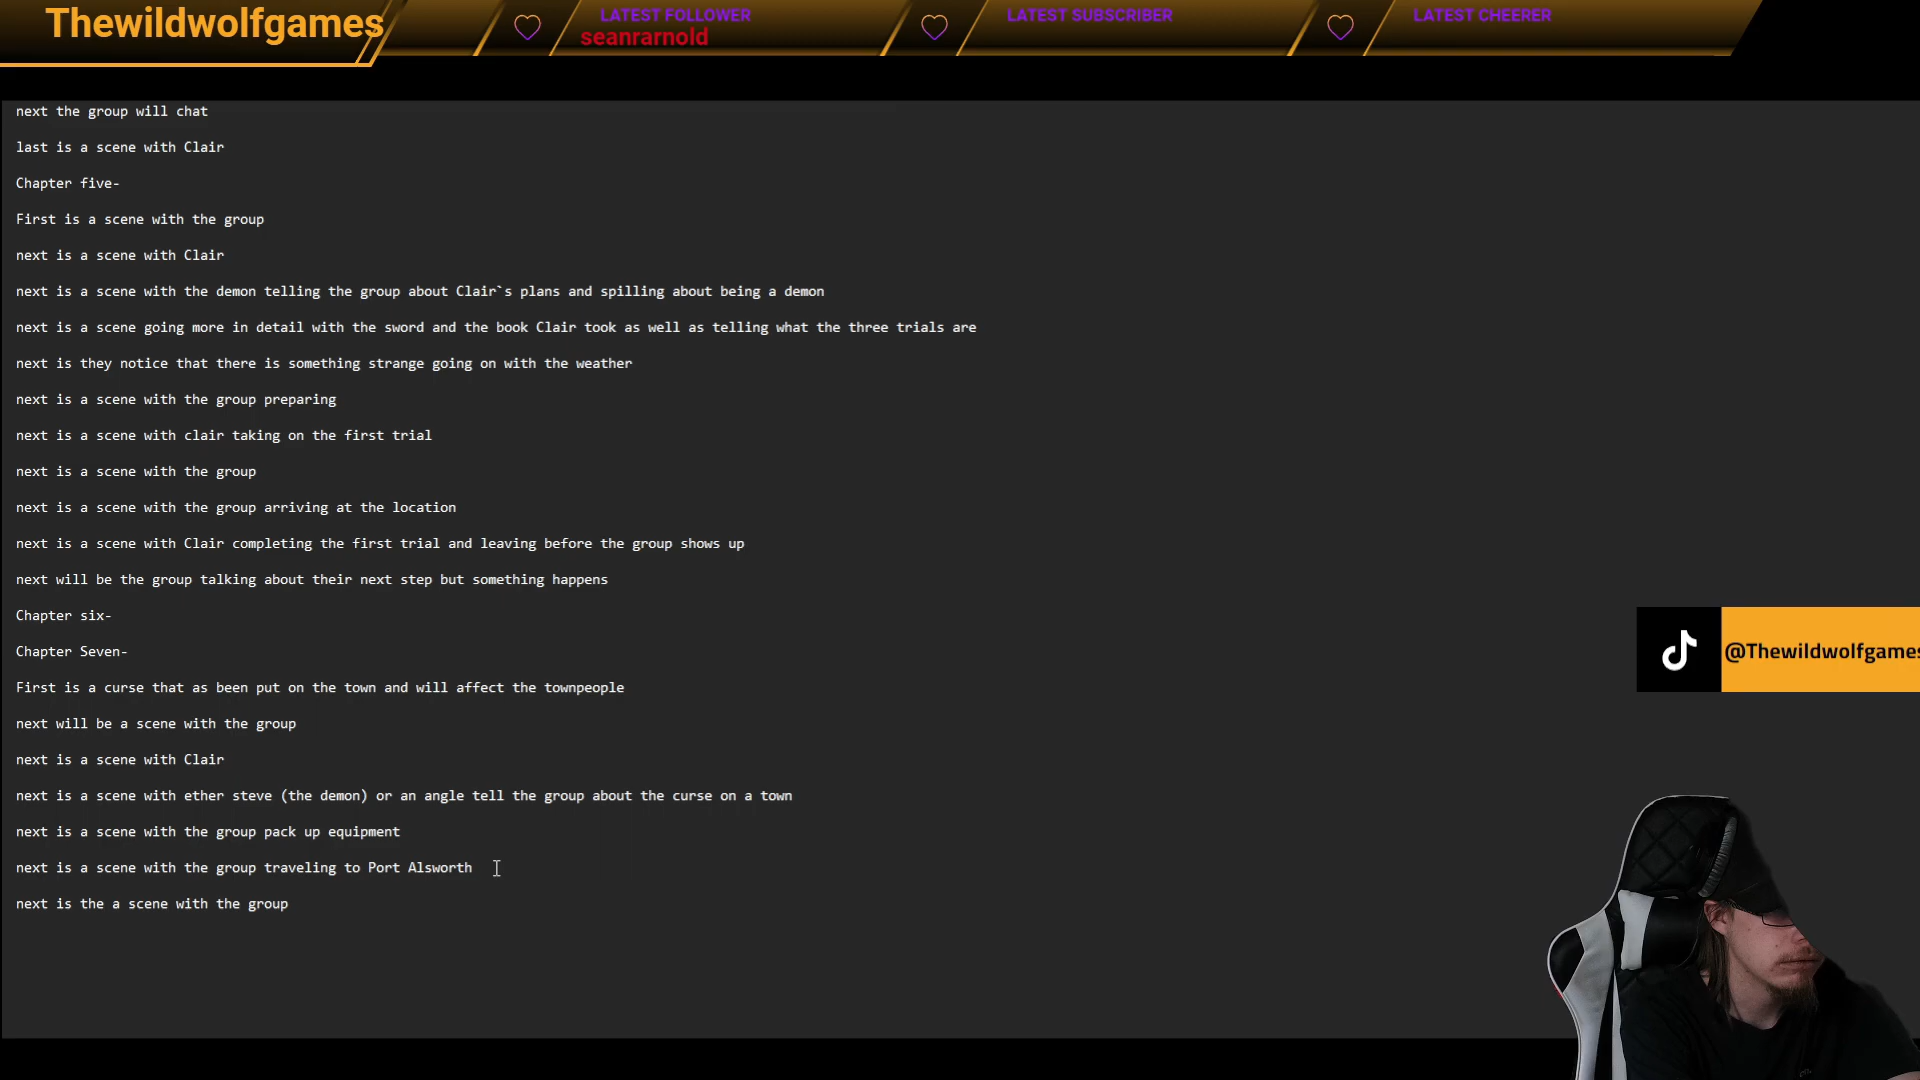 Thewildwolfgames
LATEST FOLLOWER
seanrarnold
LATEST SUBSCRIBER
LATEST CHEERER
next the group will chat
last is a scene with Clair
Chapter five-
First is a scene with the group
next is a scene with Clair
next is a scene with the demon telling the group about Clair`s plans and spilling about being a demon
next is a scene going more in detail with the sword and the book Clair took as well as telling what the three trials are
next is they notice that there is something strange going on with the weather
next is a scene with the group preparing
next is a scene with clair taking on the first trial
next is a scene with the group
next is a scene with the group arriving at the location
next is a scene with Clair completing the first trial and leaving before the group shows up
next will be the group talking about their next step but something happens
Chapter six-
Chapter Seven-
First is a curse that as been put on the town and will affect the townpeople
next will be a scene with the group
next is a scene with Clair
next is a scene with ether steve (the demon) or an angle tell the group about the curse on a town
next is a scene with the group pack up equipment
next is a scene with the group traveling to Port Alsworth
next is the a scene with the group
@Thewildwolfgames